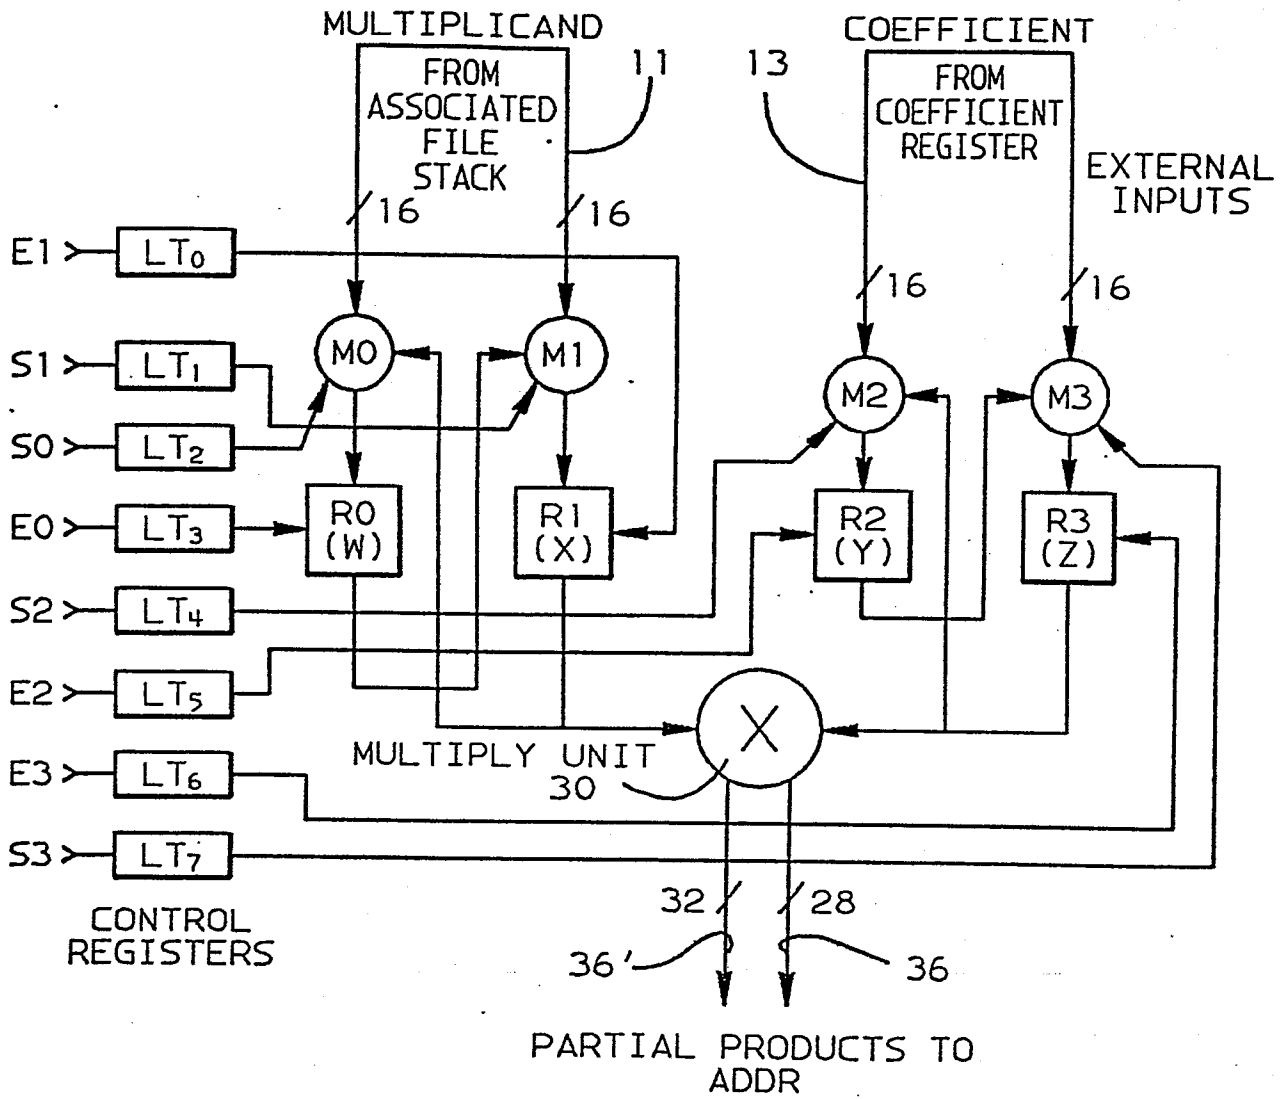 MULTIPLICAND
FROM
ASSOCIATED
FILE
STACK
11
16
16
COEFFICIENT
FROM
COEFFICIENT
REGISTER
13
EXTERNAL
INPUTS
16
16
E1
LT0
S1
LT1
S0
LT2
E0
LT3
S2
LT4
E2
LT5
E3
LT6
S3
LT7
CONTROL
REGISTERS
M0
M1
M2
M3
R0
(W)
R1
(X)
R2
(Y)
R3
(Z)
X
MULTIPLY UNIT
30
32
28
36'
36
PARTIAL PRODUCTS TO
ADDR